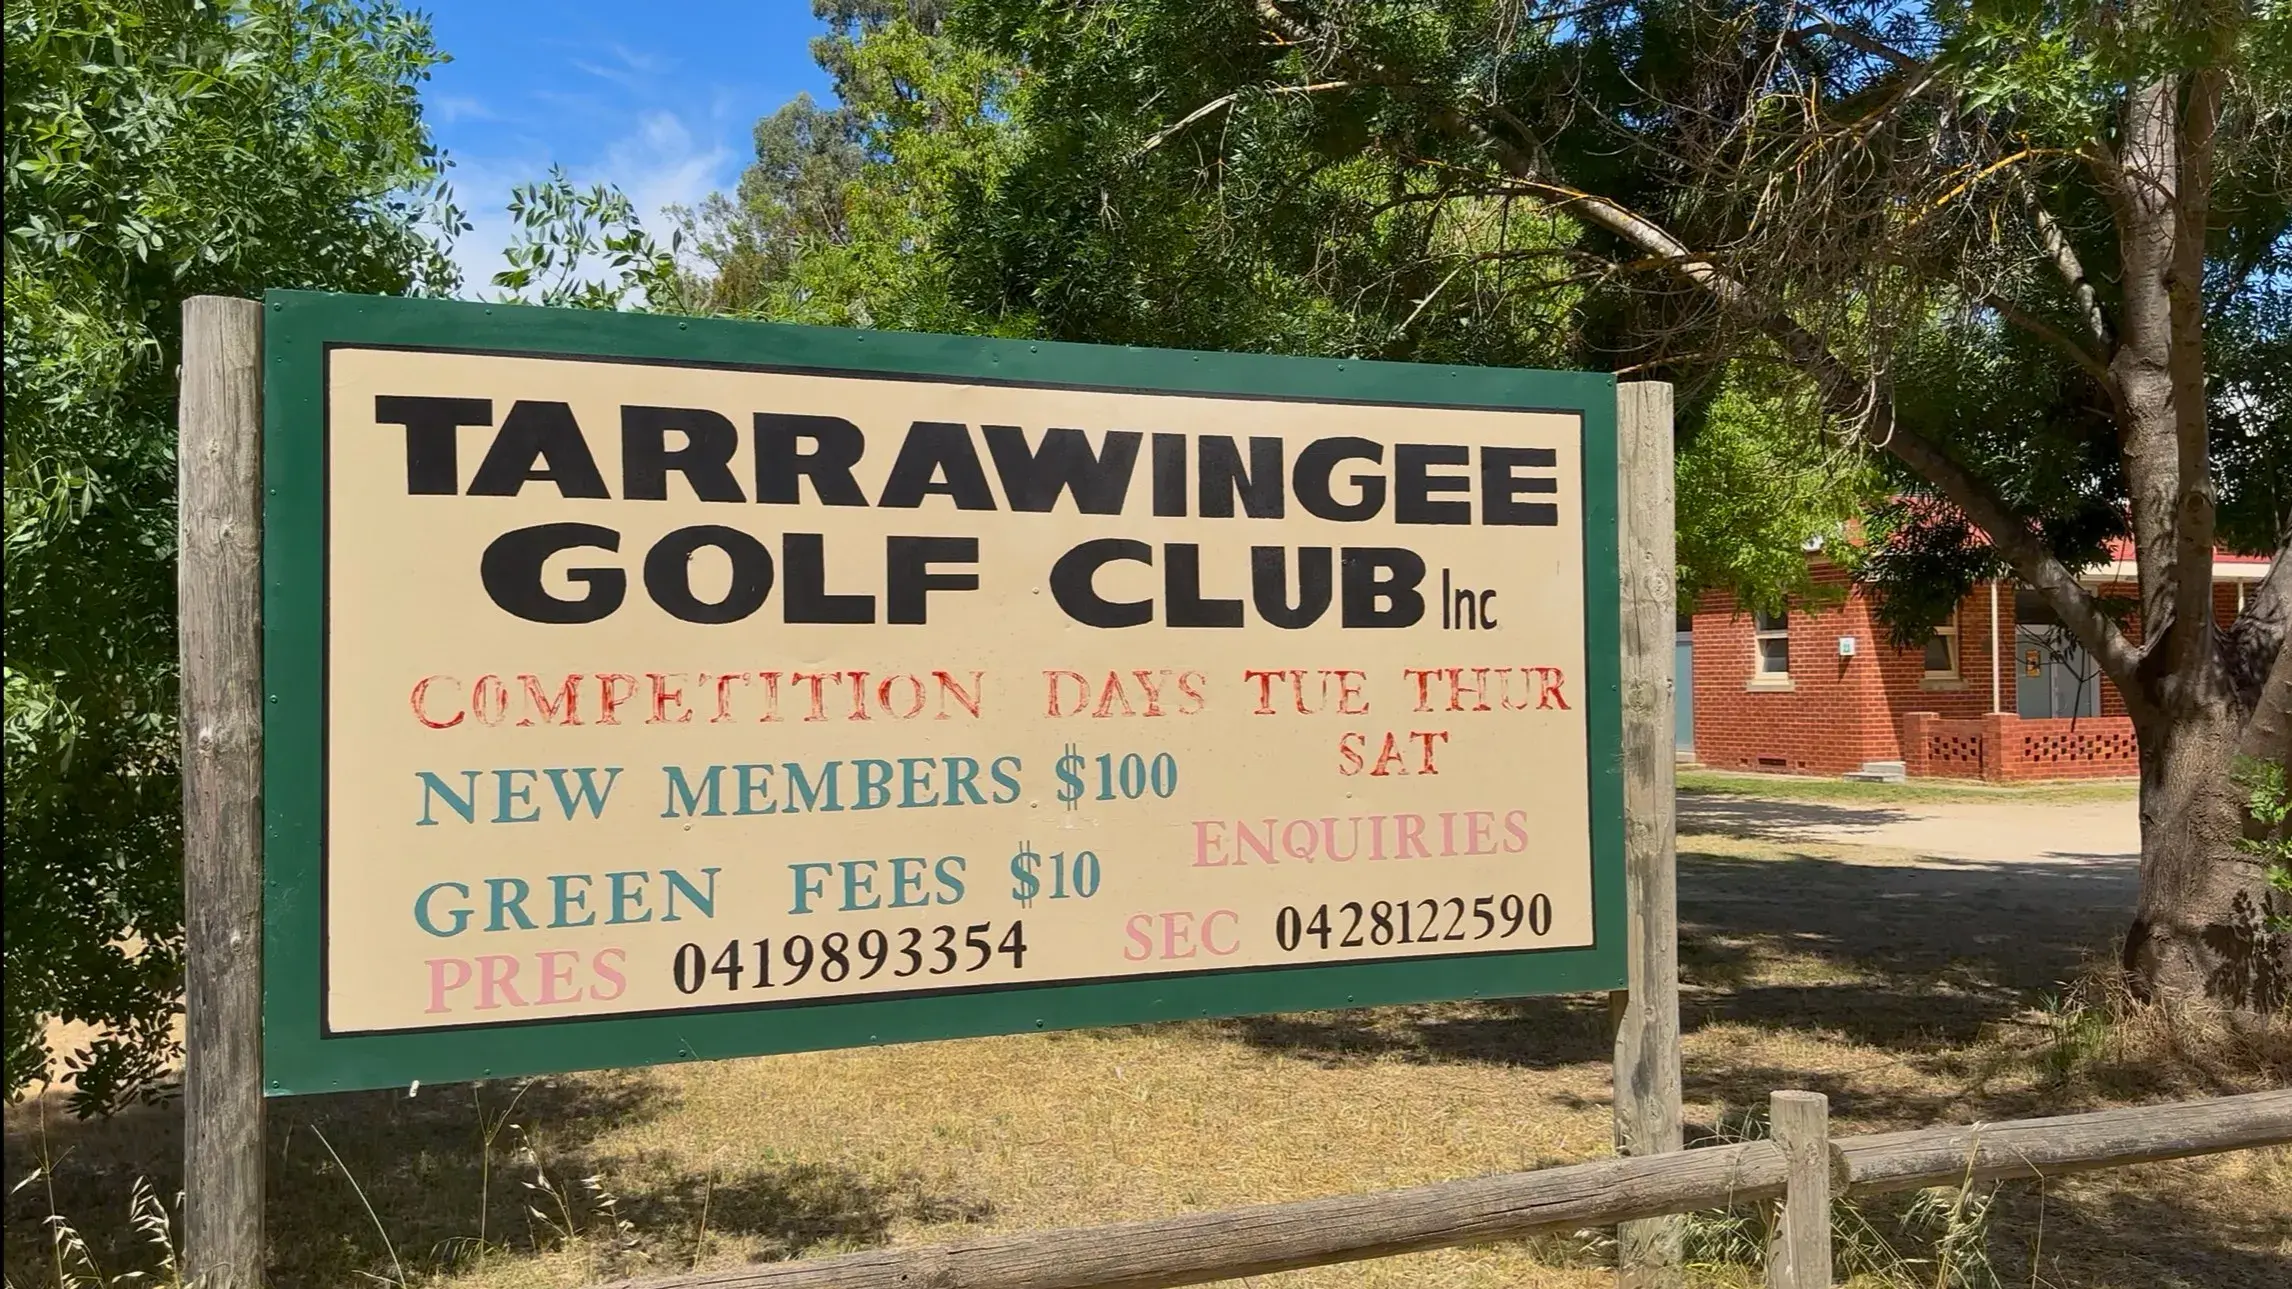 TARRAWINGEE
GOLF CLUB Inc
COMPETITION DAYS TUE THUR
SAT
NEW MEMBERS $100
GREEN FEES $10
ENQUIRIES
PRES 0419893354
SEC 0428122590